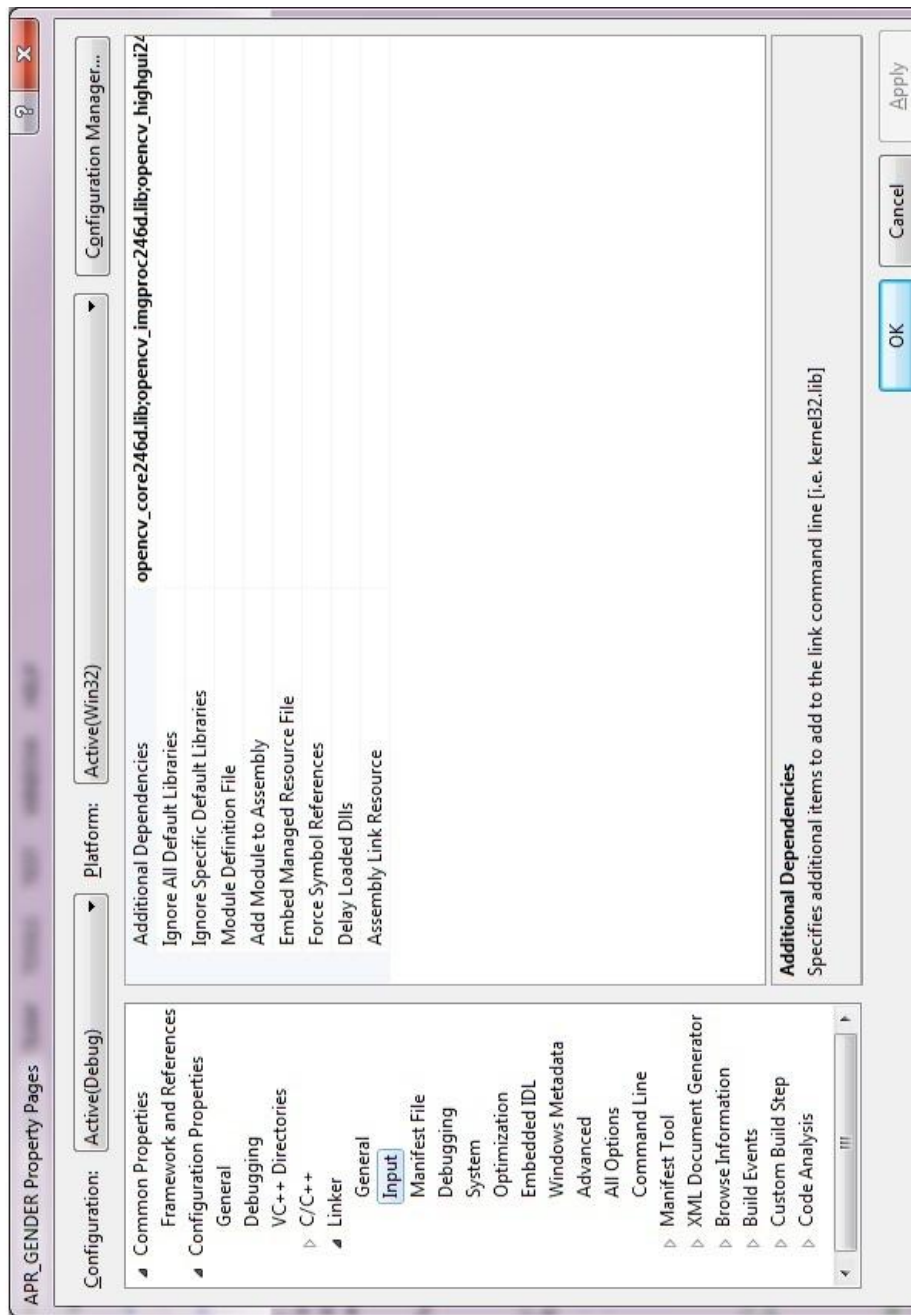 APR_GENDER Property Pages
Configuration: Active(Debug) Platform: Active(Win32) Configuration Manager...
Common Properties
Framework and References
Configuration Properties
General
Debugging
VC++ Directories
C/C++
Linker
General
Input
Manifest File
Debugging
System
Optimization
Embedded IDL
Windows Metadata
Advanced
All Options
Command Line
Manifest Tool
XML Document Generator
Browse Information
Build Events
Custom Build Step
Code Analysis
Additional Dependencies opencv_core246d.lib;opencv_imgproc246d.lib;opencv_highgui24
Ignore All Default Libraries
Ignore Specific Default Libraries
Module Definition File
Add Module to Assembly
Embed Managed Resource File
Force Symbol References
Delay Loaded Dlls
Assembly Link Resource
Additional Dependencies
Specifies additional items to add to the link command line [i.e. kernel32.lib]
OK Cancel Apply